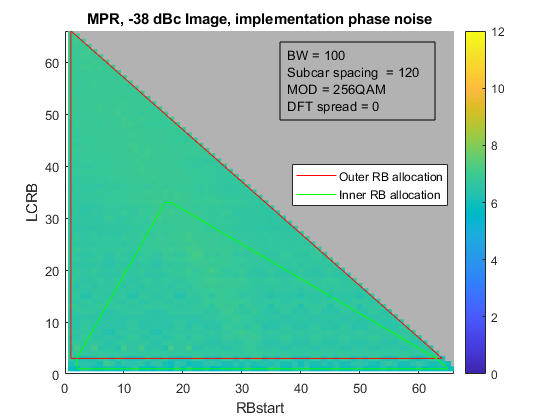 MPR, -38 dBc Image, implementation phase noise
BW = 100
Subcar spacing = 120
MOD = 256QAM
DFT spread = 0
Outer RB allocation
Inner RB allocation
LCRB
60
50
40
30
20
10
0
0 10 20 30 40 50 60
RBstart
12
10
8
6
4
2
0